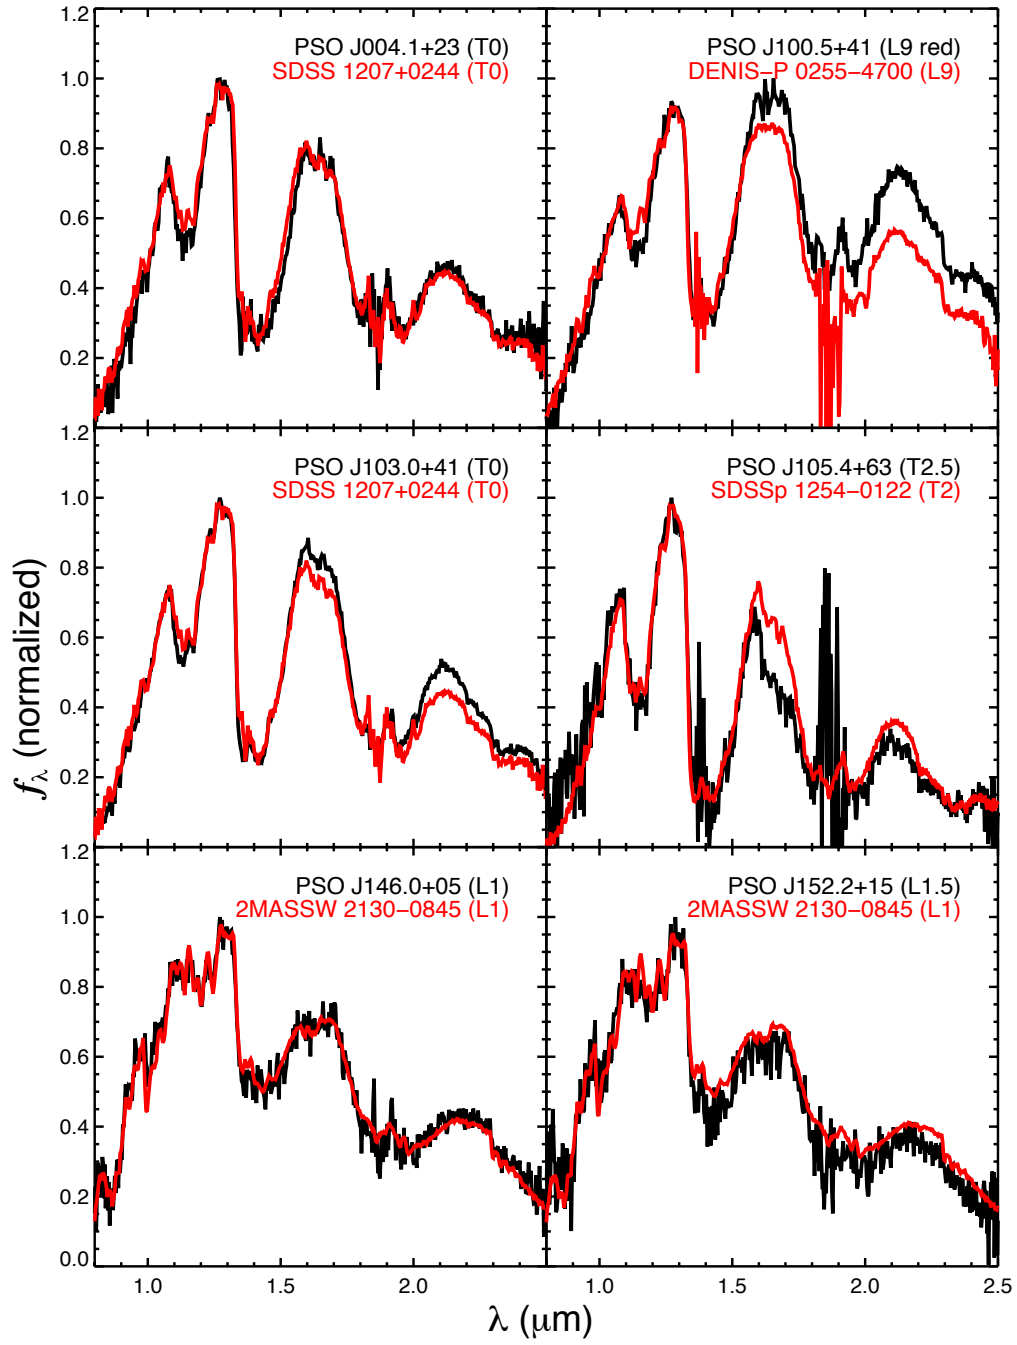 1.2
PSO J004.1+23 (T0)
SDSS 1207+0244 (T0)
1.0
0.8
0.6
0.4
0.2
PSO J100.5+41 (L9 red)
DENIS−P 0255−4700 (L9)
1.2
PSO J103.0+41 (T0)
SDSS 1207+0244 (T0)
1.0
0.8
0.6
0.4
0.2
PSO J105.4+63 (T2.5)
SDSSp 1254−0122 (T2)
fλ (normalized)
1.2
PSO J146.0+05 (L1)
2MASSW 2130−0845 (L1)
1.0
0.8
0.6
0.4
0.2
0.0
PSO J152.2+15 (L1.5)
2MASSW 2130−0845 (L1)
1.0 1.5 2.0 1.0 1.5 2.0 2.5
λ (μm)